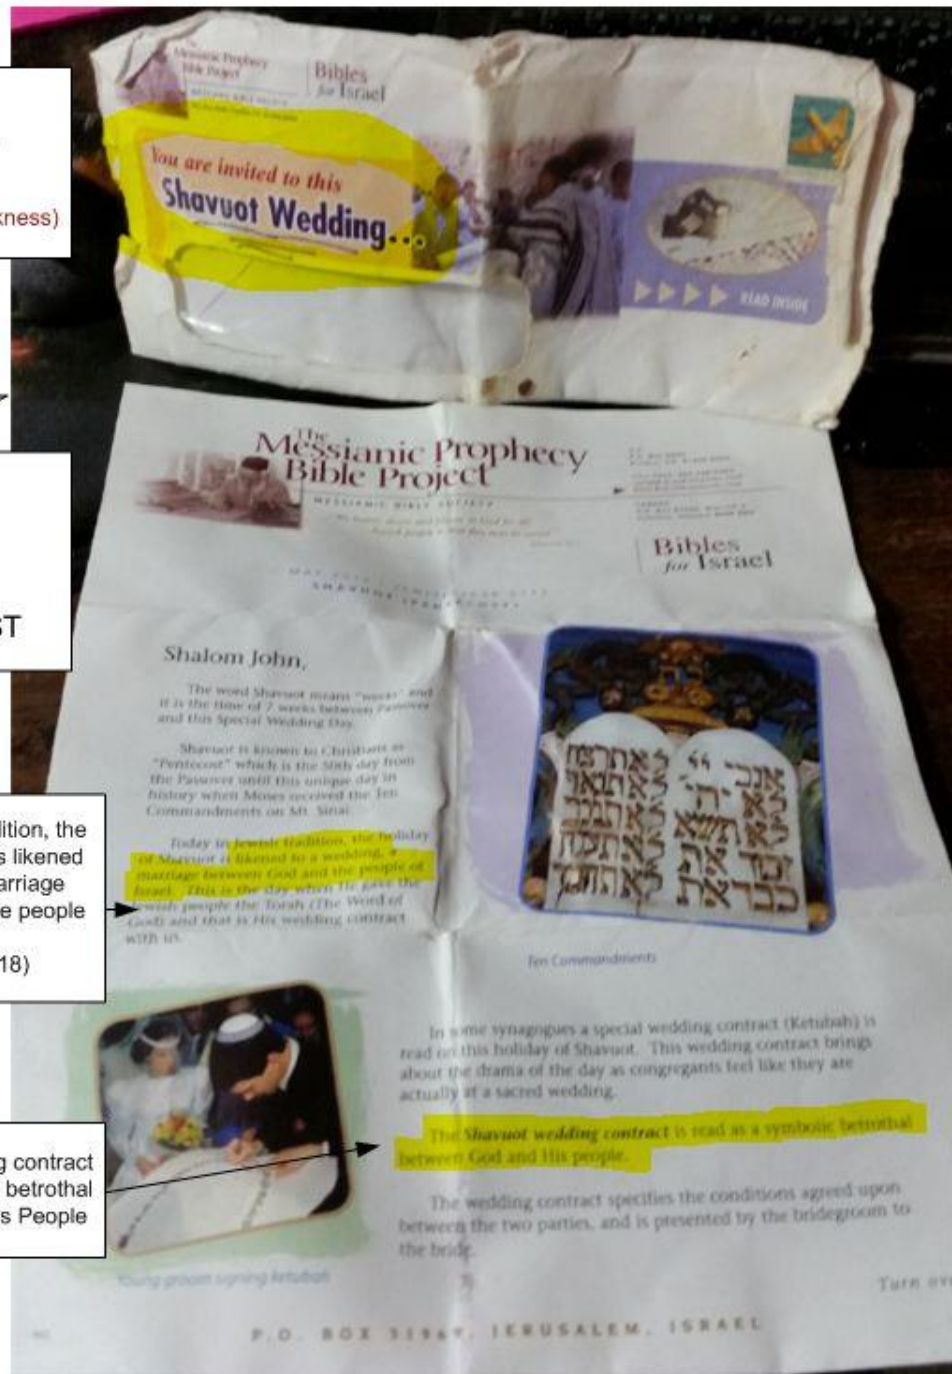 kness)
ST
dition, the
s likened
arriage
e people
18)
g contract
betrothal
s People
Messianic Prophecy
Bible Project
Bibles
for Israel
You are invited to this
Shavuot Wedding...
READ INSIDE
The
Messianic Prophecy
Bible Project
MESSIANIC BIBLE SOCIETY
Bibles
for Israel
Shalom John,
The word Shavuot means "weeks" and
it is the time of 7 weeks between Passover
and this Special Wedding Day.
Shavuot is known to Christians as
"Pentecost" which is the 50th day from
the Passover until this unique day in
history when Moses received the Ten
Commandments on Mt. Sinai.
Today in Jewish tradition, the holiday
of Shavuot is likened to a wedding, a
marriage between God and the people of
Israel. This is the day when He gave the
Jewish people the Torah (The Word of
God) and that is His wedding contract
with us.
Ten Commandments
In some synagogues a special wedding contract (Ketubah) is
read on this holiday of Shavuot. This wedding contract brings
about the drama of the day as congregants feel like they are
actually at a sacred wedding.
The Shavuot wedding contract is read as a symbolic betrothal
between God and His people.
The wedding contract specifies the conditions agreed upon
between the two parties, and is presented by the bridegroom to
the bride.
Young groom signing ketubah
Turn ove
P.O. BOX 31969, JERUSALEM, ISRAEL